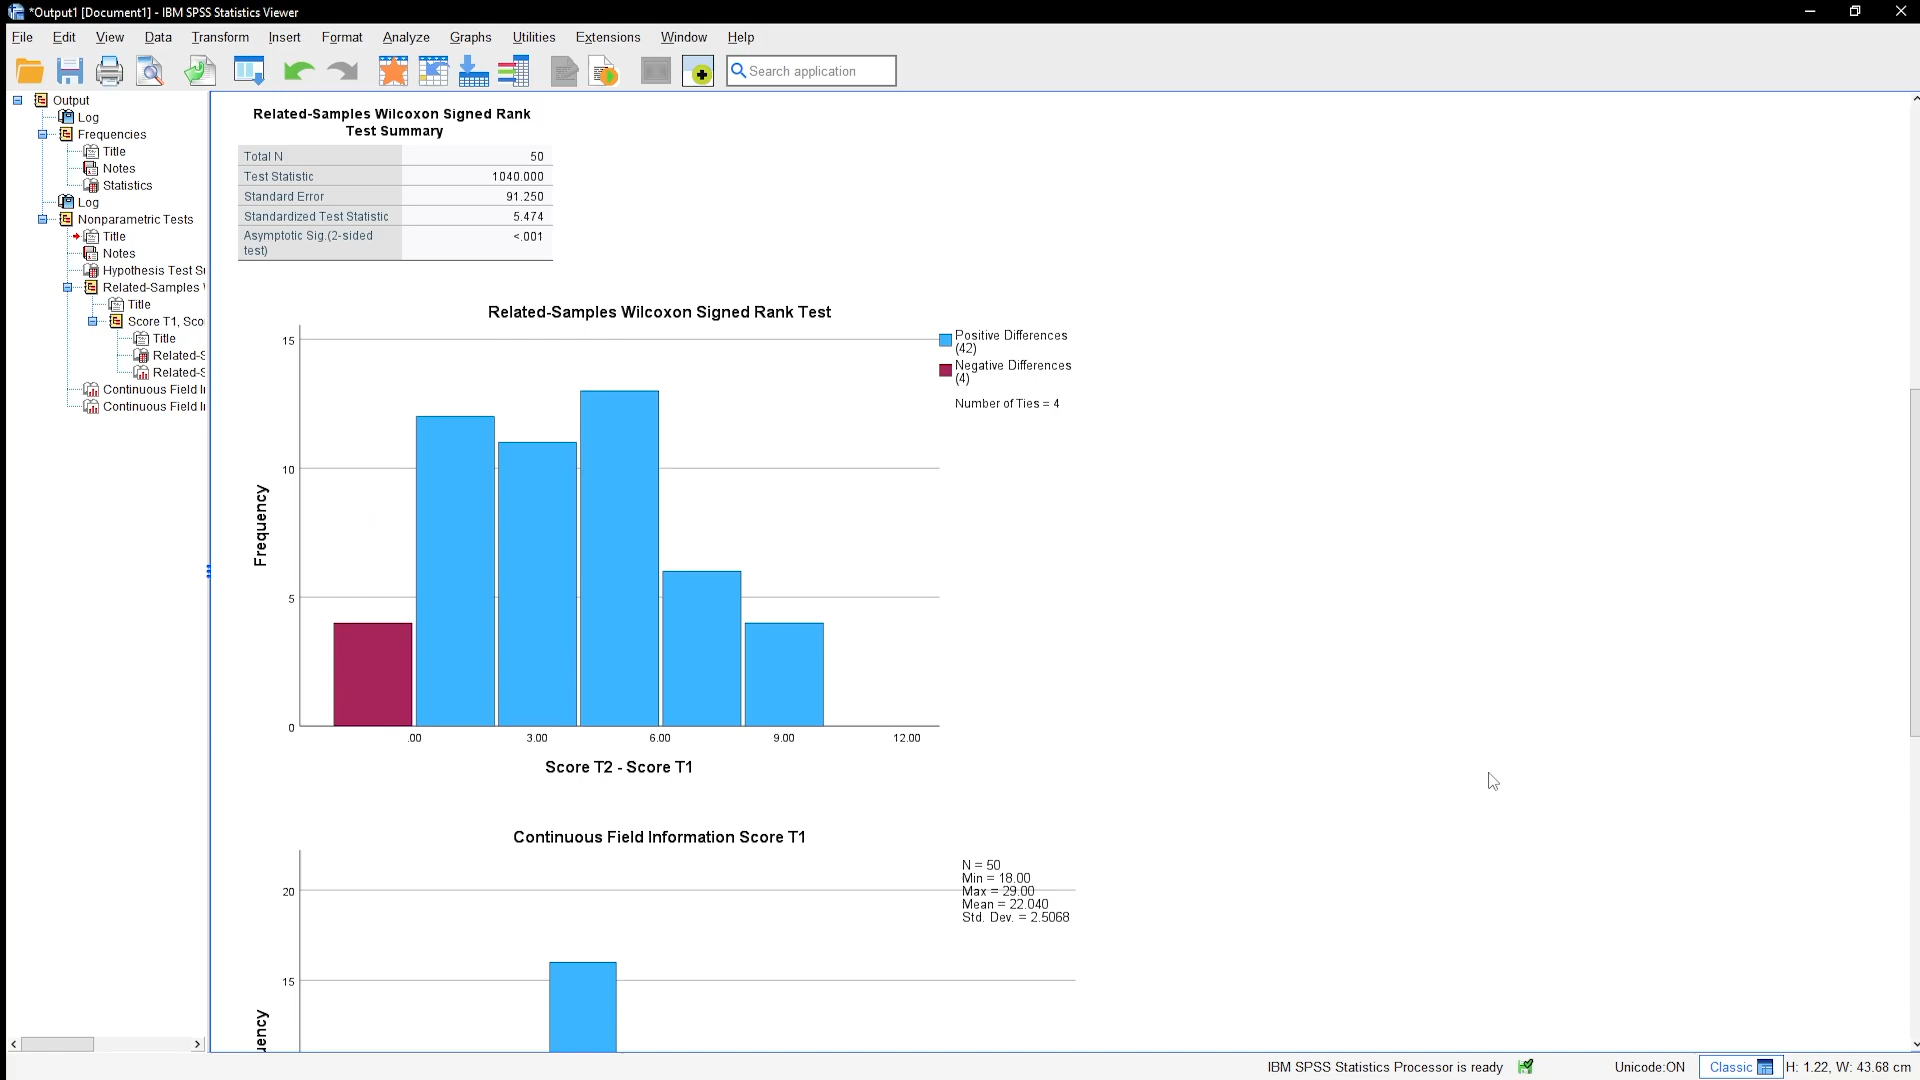 *Output1 [Document1] - IBM SPSS Statistics Viewer
File Edit View Data Transform Insert Format Analyze Graphs Utilities Extensions Window Help
Search application
Output
Log
Frequencies
Title
Notes
Statistics
Log
Nonparametric Tests
Title
Notes
Hypothesis Test Su
Related-Samples
Title
Score T1, Sco
Title
Related-S
Related-S
Continuous Field I
Continuous Field I
Related-Samples Wilcoxon Signed Rank
Test Summary
Total N 50
Test Statistic 1040.000
Standard Error 91.250
Standardized Test Statistic 5.474
Asymptotic Sig.(2-sided <.001
test)
Related-Samples Wilcoxon Signed Rank Test
15
10
5
0
Frequency
.00 3.00 6.00 9.00 12.00
Score T2 - Score T1
Positive Differences
(42)
Negative Differences
(4)
Number of Ties = 4
Continuous Field Information Score T1
20
15
N = 50
Min = 18.00
Max = 29.00
Mean = 22.040
Std. Dev. = 2.5068
IBM SPSS Statistics Processor is ready Unicode:ON Classic H: 1.22, W: 43.68 cm